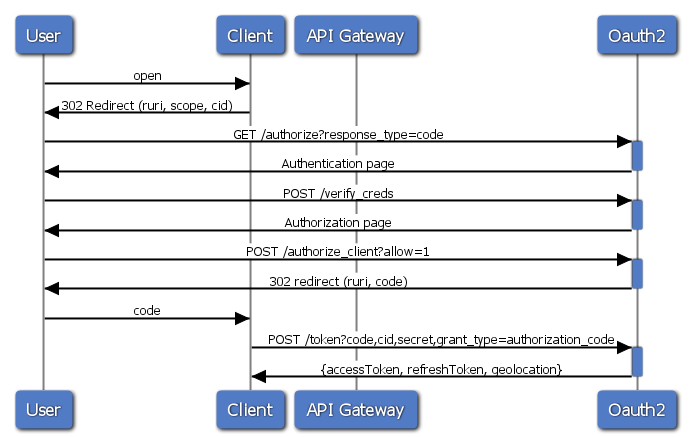 User Client API Gateway Oauth2
open
302 Redirect (ruri, scope, cid)
GET /authorize?response_type=code
Authentication page
POST /verify_creds
Authorization page
POST /authorize_client?allow=1
302 redirect (ruri, code)
code
POST /token?code,cid,secret,grant_type=authorization_code
{accessToken, refreshToken, geolocation}
User Client API Gateway Oauth2